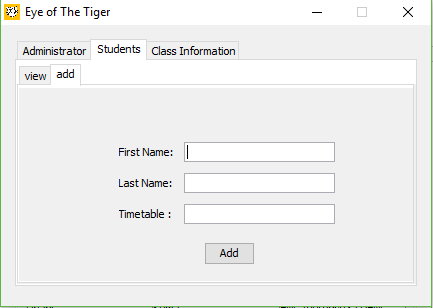 Eye of The Tiger
Administrator Students Class Information
view add
First Name:
Last Name:
Timetable :
Add